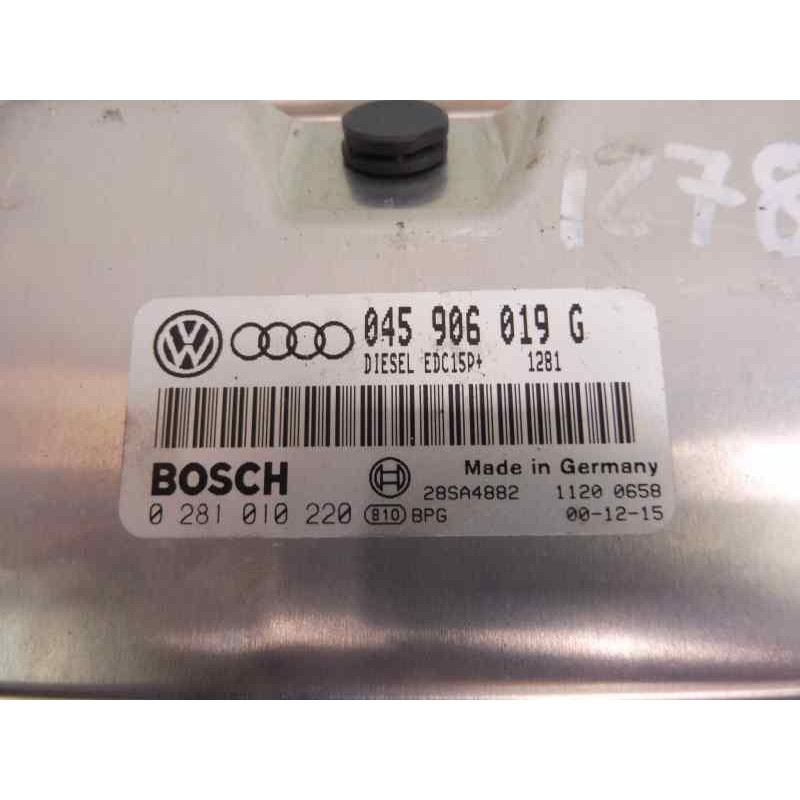 1278
VW 045 906 019 G
DIESEL EDC15P+ 1281
BOSCH Made in Germany
28SA4882 1120 0658
0 281 010 220 810 BPG 00-12-15